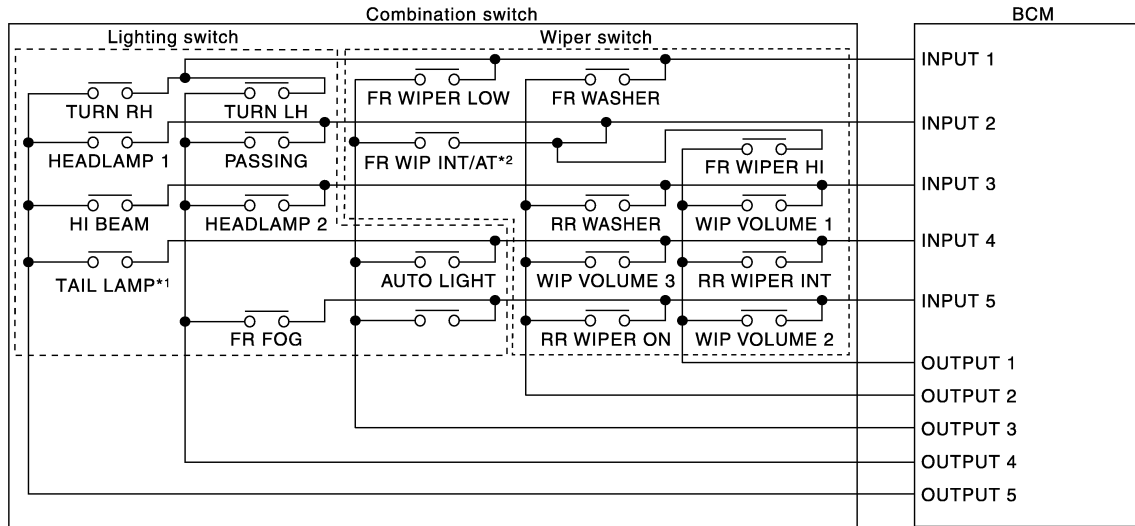 Combination switch
BCM
Lighting switch
Wiper switch
INPUT 1
TURN RH
TURN LH
FR WIPER LOW
FR WASHER
INPUT 2
HEADLAMP 1
PASSING
FR WIP INT/AT*2
FR WIPER HI
INPUT 3
HI BEAM
HEADLAMP 2
RR WASHER
WIP VOLUME 1
INPUT 4
TAIL LAMP*1
AUTO LIGHT
WIP VOLUME 3
RR WIPER INT
INPUT 5
FR FOG
RR WIPER ON
WIP VOLUME 2
OUTPUT 1
OUTPUT 2
OUTPUT 3
OUTPUT 4
OUTPUT 5